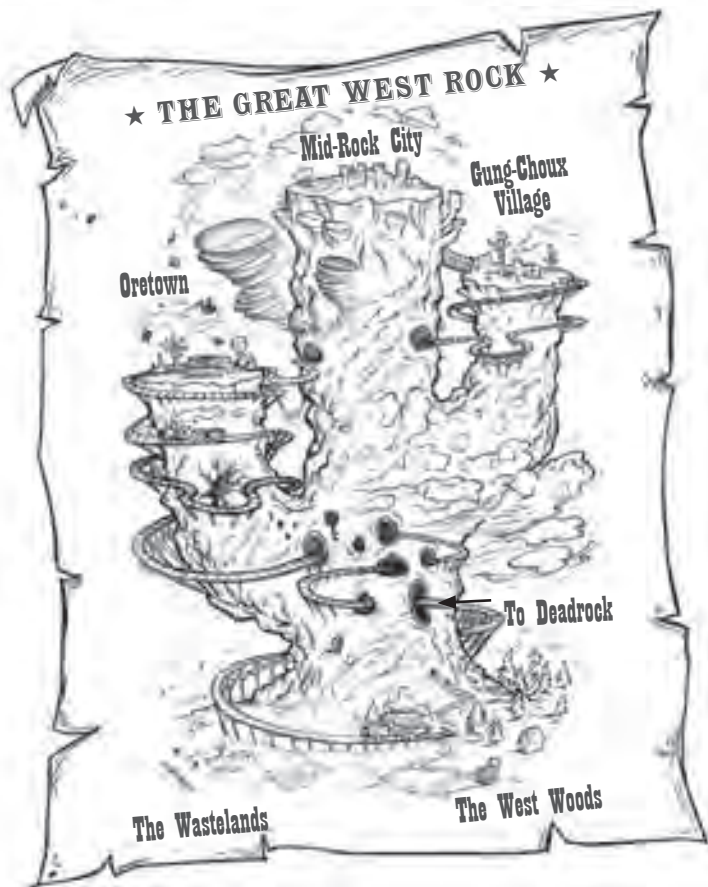 ★ THE GREAT WEST ROCK ★
Mid-Rock City
Gung-Choux
Village
Oretown
To Deadrock
The West Woods
The Wastelands